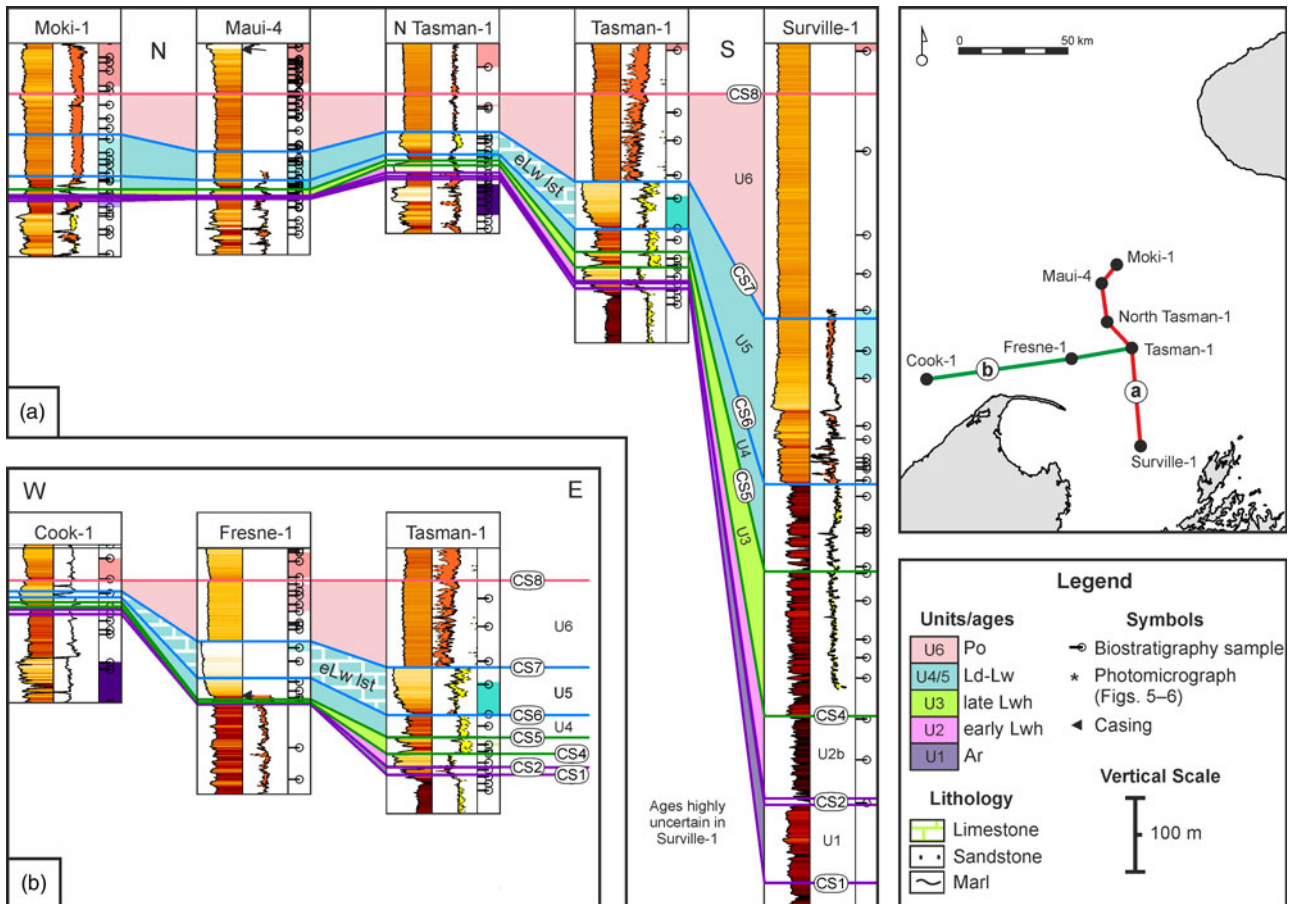 Moki-1
N
Maui-4
N Tasman-1
Tasman-1
S
Surville-1
CS8
eLw lst
U6
CS7
U5
CS6
U4
CS5
U3
CS4
U2b
CS2
U1
CS1
Ages highly
uncertain in
Surville-1
(a)
W
E
Cook-1
Fresne-1
Tasman-1
CS8
U6
eLw lst
CS7
U5
CS6
U4
CS5
CS4
CS2
CS1
(b)
0 50 km
Moki-1
Maui-4
North Tasman-1
Fresne-1
Tasman-1
Cook-1
b
a
Surville-1
Legend
Units/ages
U6 Po
U4/5 Ld-Lw
U3 late Lwh
U2 early Lwh
U1 Ar
Lithology
Limestone
Sandstone
Marl
Symbols
Biostratigraphy sample
* Photomicrograph
(Figs. 5–6)
Casing
Vertical Scale
100 m